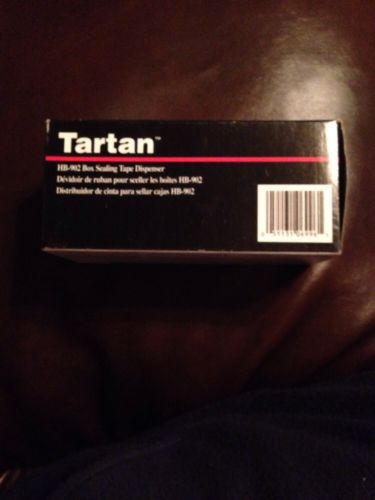 Tartan™
HB-902 Box Sealing Tape Dispenser
Dévidoir de ruban pour sceller les boîtes HB-902
Distribuidor de cinta para sellar cajas HB-902